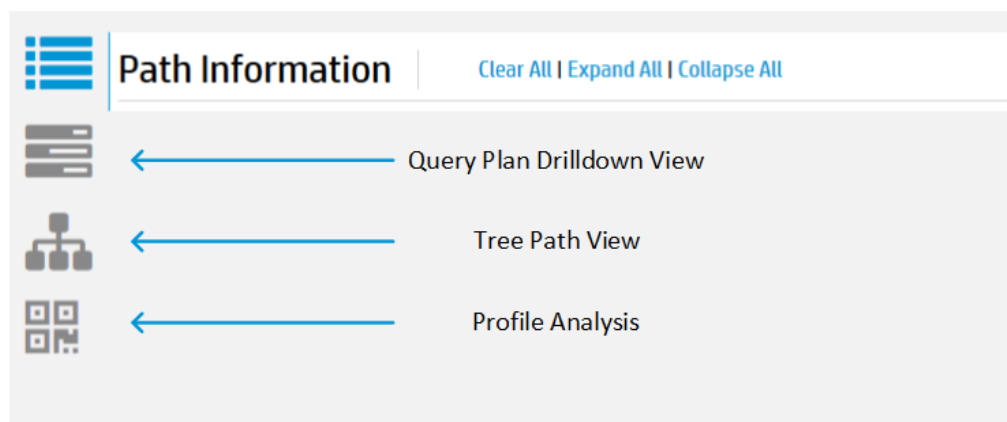 Path Information
Clear All | Expand All | Collapse All
Query Plan Drilldown View
Tree Path View
Profile Analysis